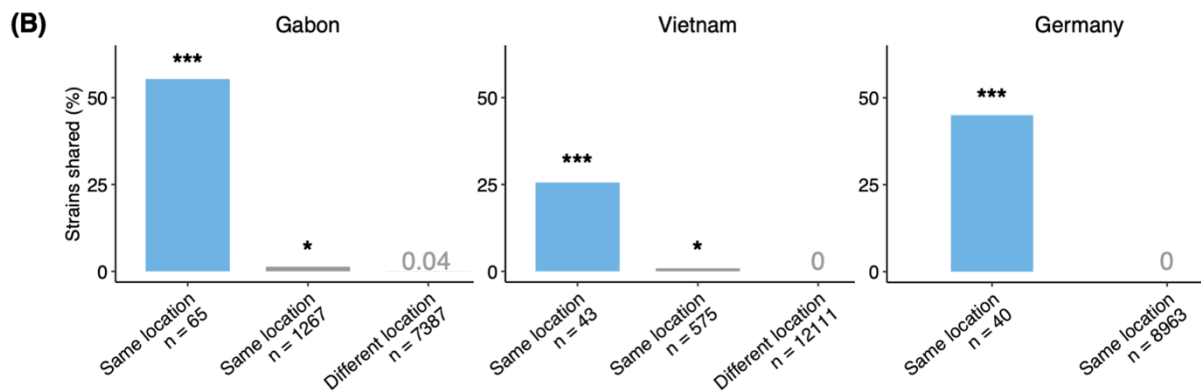 (B)
Gabon
Vietnam
Germany
Strains shared (%)
50
25
0
***
*
0.04
Same location
n = 65
Same location
n = 1267
Different location
n = 7387
50
25
0
***
*
0
Same location
n = 43
Same location
n = 575
Different location
n = 12111
50
25
0
***
0
Same location
n = 40
Same location
n = 8963